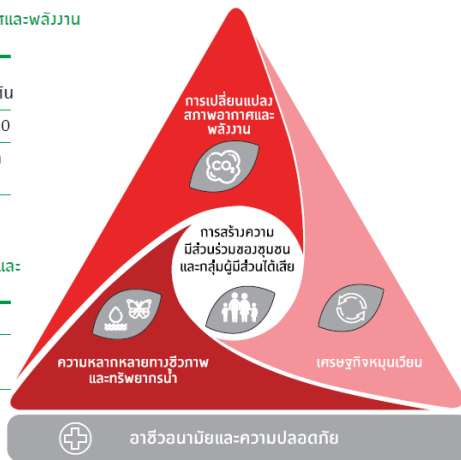 และพลังงาน
0
และ
การเปลี่ยนแปลง
สภาพอากาศและ
พลังงาน
CO₂
การสร้างความ
มีส่วนร่วมของชุมชน
และกลุ่มผู้มีส่วนได้เสีย
ความหลากหลายทางชีวภาพ
และทรัพยากรน้ำ
เศรษฐกิจหมุนเวียน
อาชีวอนามัยและความปลอดภัย